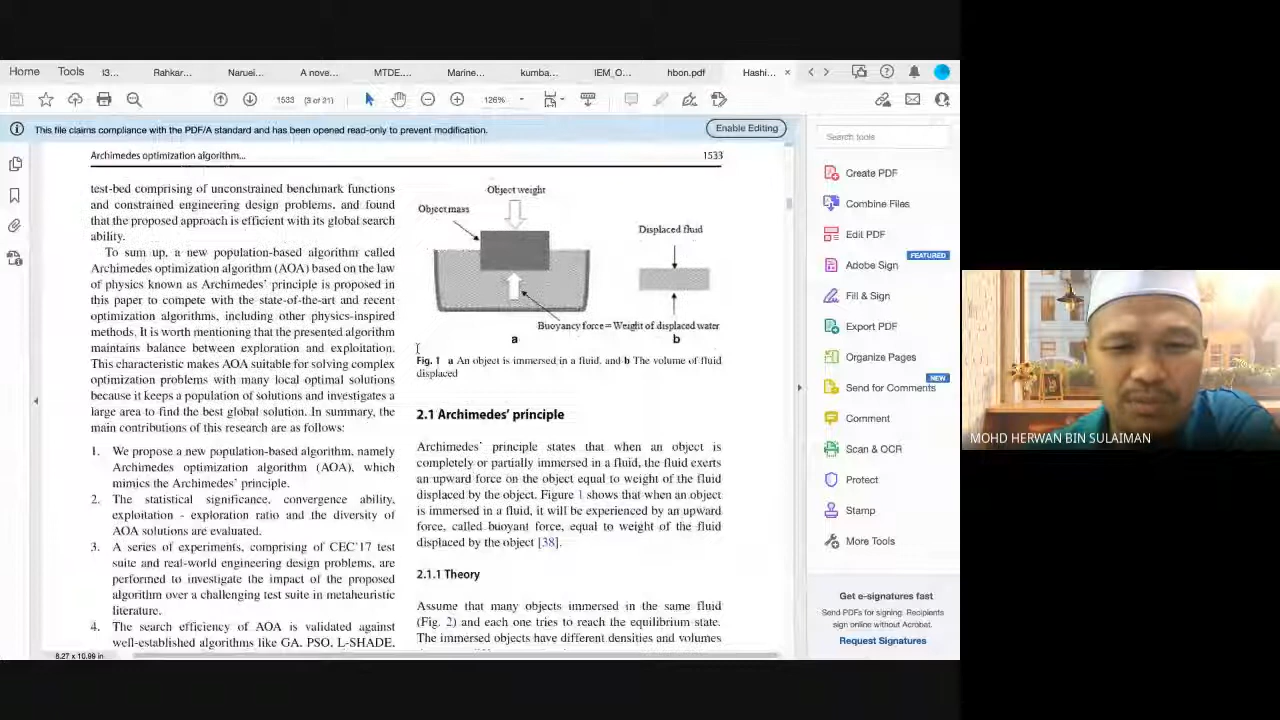 Home Tools I3... Rahkar... Naruei... A nove... MTDE.... Marine... kumba... IEM_O... hbon.pdf Hashi... ×
1533 (3 of 21) 126%
This file claims compliance with the PDF/A standard and has been opened read-only to prevent modification.
Enable Editing
Archimedes optimization algorithm... 1533
test-bed comprising of unconstrained benchmark functions
and constrained engineering design problems, and found
that the proposed approach is efficient with its global search
ability.
To sum up, a new population-based algorithm called
Archimedes optimization algorithm (AOA) based on the law
of physics known as Archimedes' principle is proposed in
this paper to compete with the state-of-the-art and recent
optimization algorithms, including other physics-inspired
methods. It is worth mentioning that the presented algorithm
maintains balance between exploration and exploitation.
This characteristic makes AOA suitable for solving complex
optimization problems with many local optimal solutions
because it keeps a population of solutions and investigates a
large area to find the best global solution. In summary, the
main contributions of this research are as follows:
1. We propose a new population-based algorithm, namely
Archimedes optimization algorithm (AOA), which
mimics the Archimedes' principle.
2. The statistical significance, convergence ability,
exploitation - exploration ratio and the diversity of
AOA solutions are evaluated.
3. A series of experiments, comprising of CEC'17 test
suite and real-world engineering design problems, are
performed to investigate the impact of the proposed
algorithm over a challenging test suite in metaheuristic
literature.
4. The search efficiency of AOA is validated against
well-established algorithms like GA, PSO, L-SHADE,
8.27 x 10.99 in
Object weight
Object mass
Displaced fluid
Buoyancy force = Weight of displaced water
a b
Fig. 1 a An object is immersed in a fluid, and b The volume of fluid
displaced
2.1 Archimedes' principle
Archimedes' principle states that when an object is
completely or partially immersed in a fluid, the fluid exerts
an upward force on the object equal to weight of the fluid
displaced by the object. Figure 1 shows that when an object
is immersed in a fluid, it will be experienced by an upward
force, called buoyant force, equal to weight of the fluid
displaced by the object [38].
2.1.1 Theory
Assume that many objects immersed in the same fluid
(Fig. 2) and each one tries to reach the equilibrium state.
The immersed objects have different densities and volumes
Search tools
Create PDF
Combine Files
Edit PDF
FEATURED
Adobe Sign
Fill & Sign
Export PDF
Organize Pages
NEW
Send for Comments
Comment
Scan & OCR
Protect
Stamp
More Tools
Get e-signatures fast
Send PDFs for signing. Recipients
sign online without Acrobat.
Request Signatures
MOHD HERWAN BIN SULAIMAN